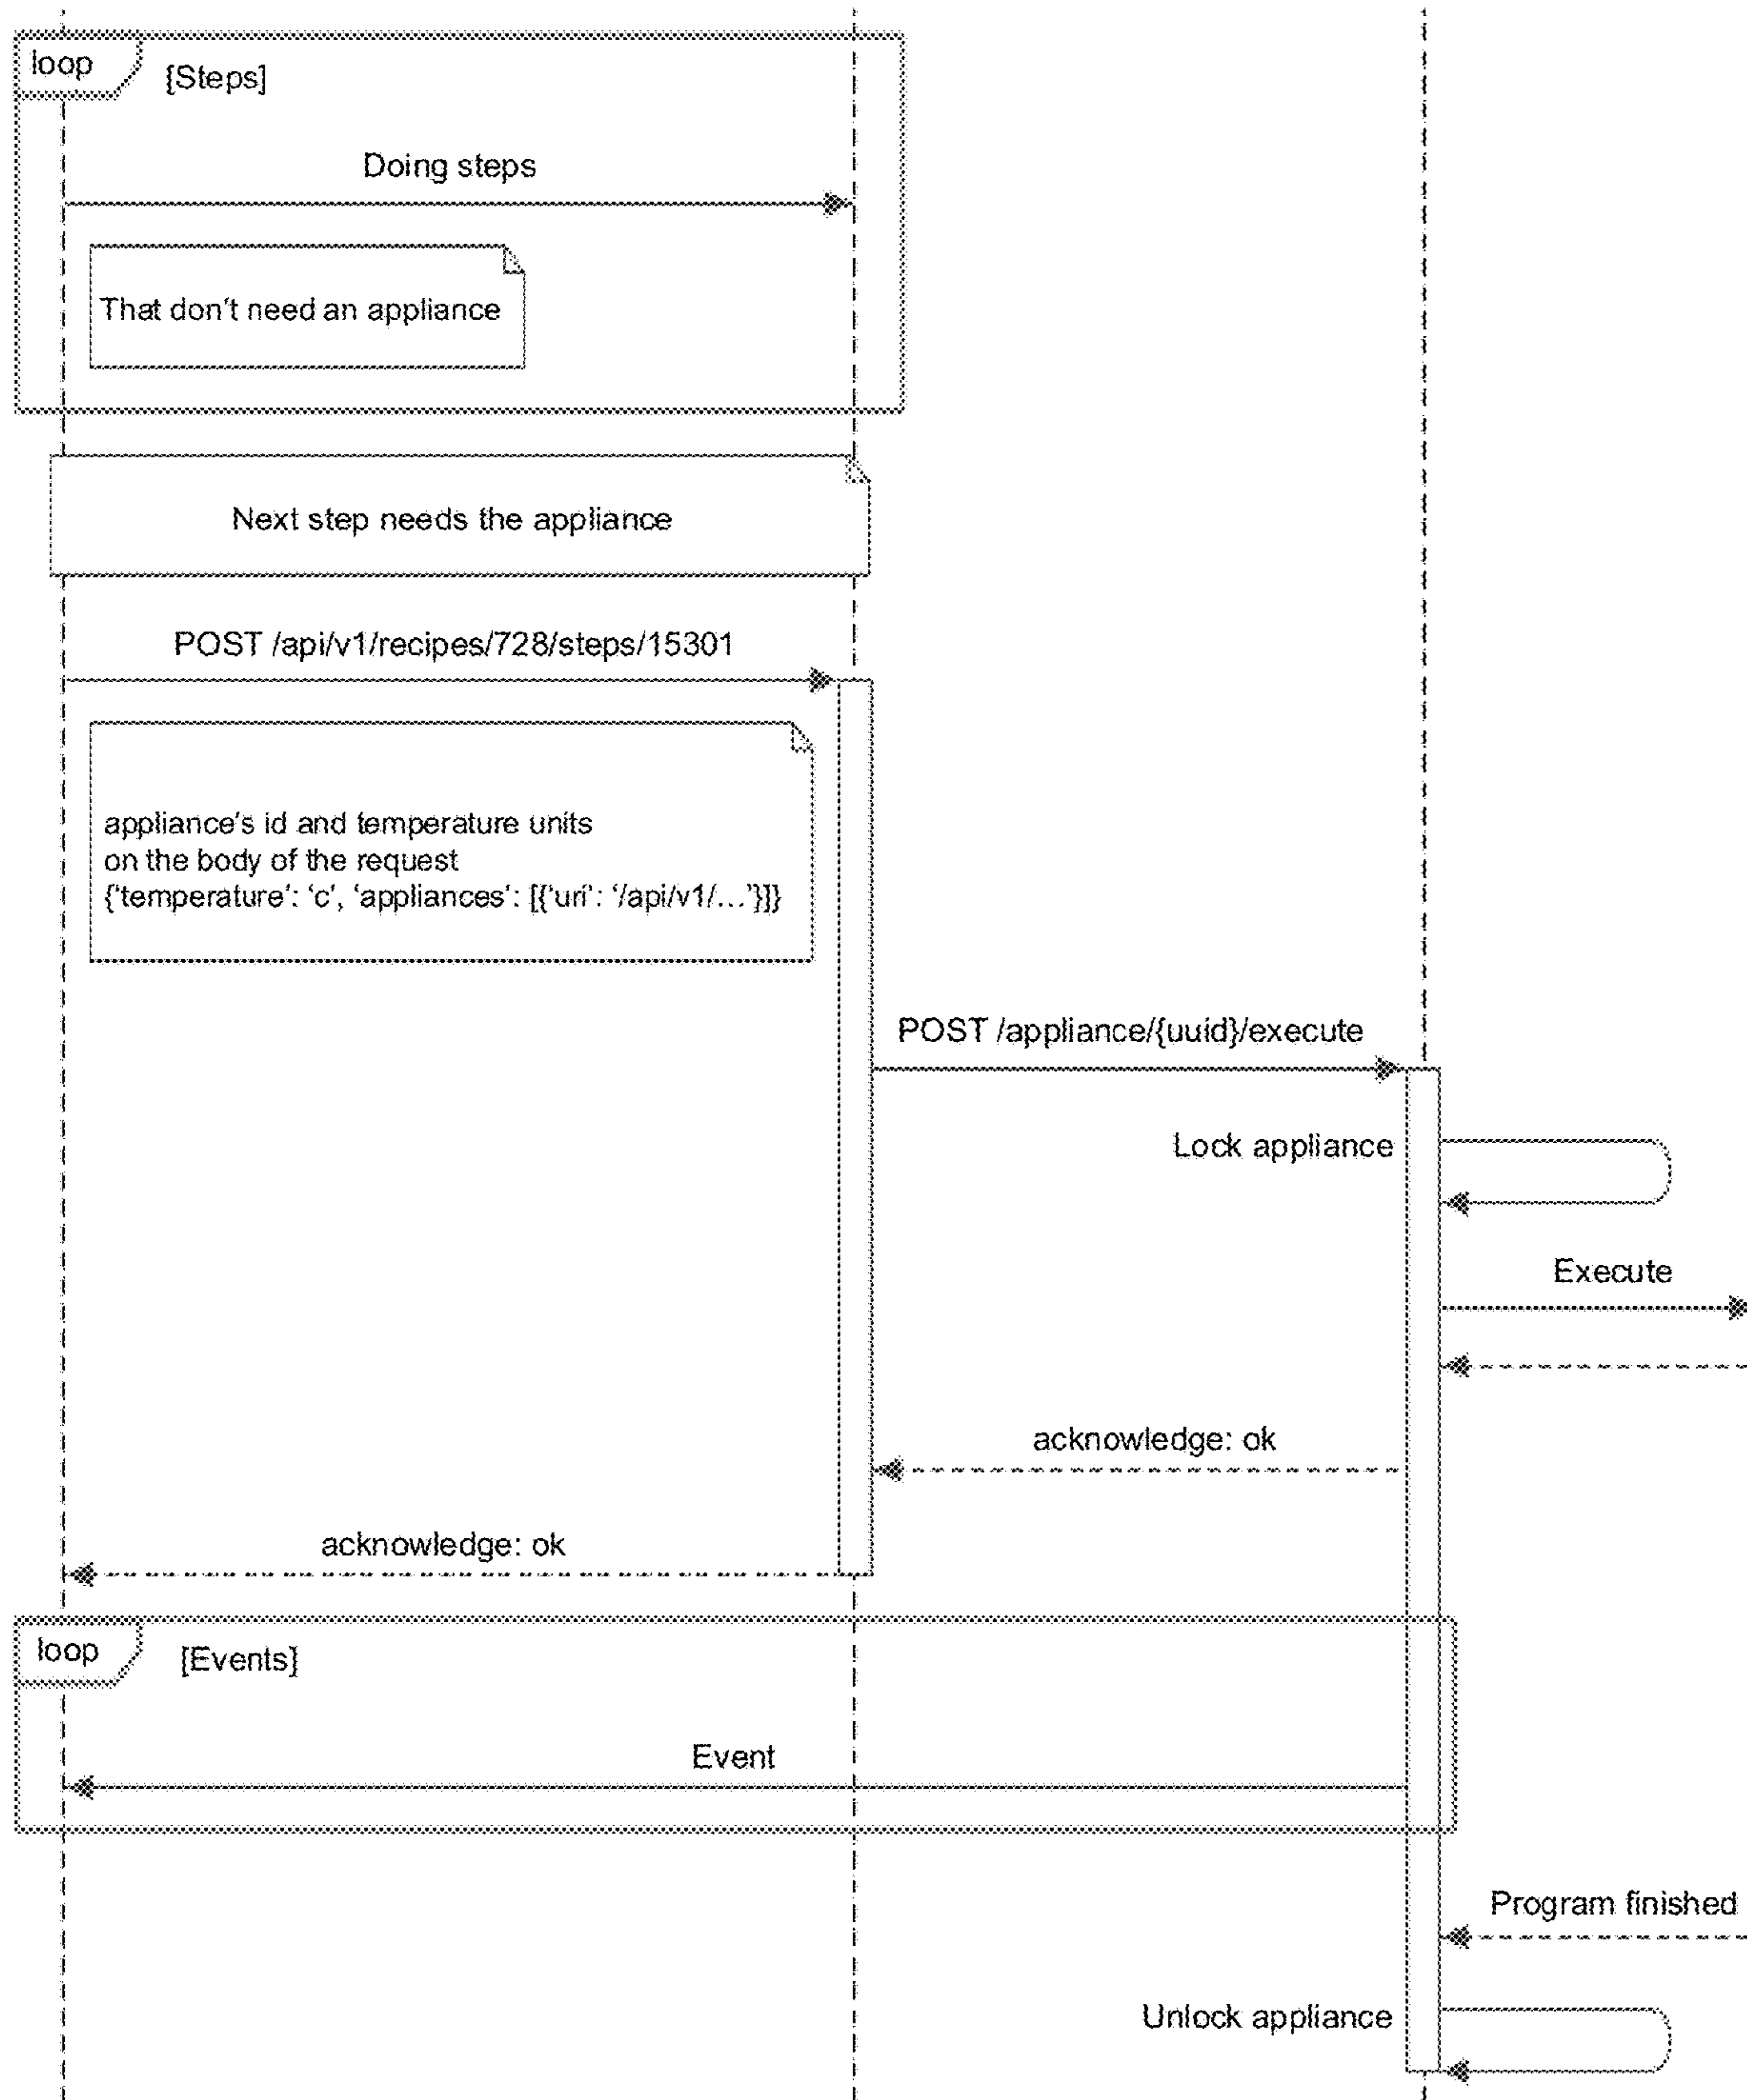 loop
[Steps]
Doing steps
That don't need an appliance
Next step needs the appliance
POST /api/v1/recipes/728/steps/15301
appliance's id and temperature units
on the body of the request
{'temperature': 'c', 'appliances': [{'uri': '/api/v1/...'}]}
POST /appliance/{uuid}/execute
Lock appliance
Execute
acknowledge: ok
acknowledge: ok
loop
[Events]
Event
Program finished
Unlock appliance